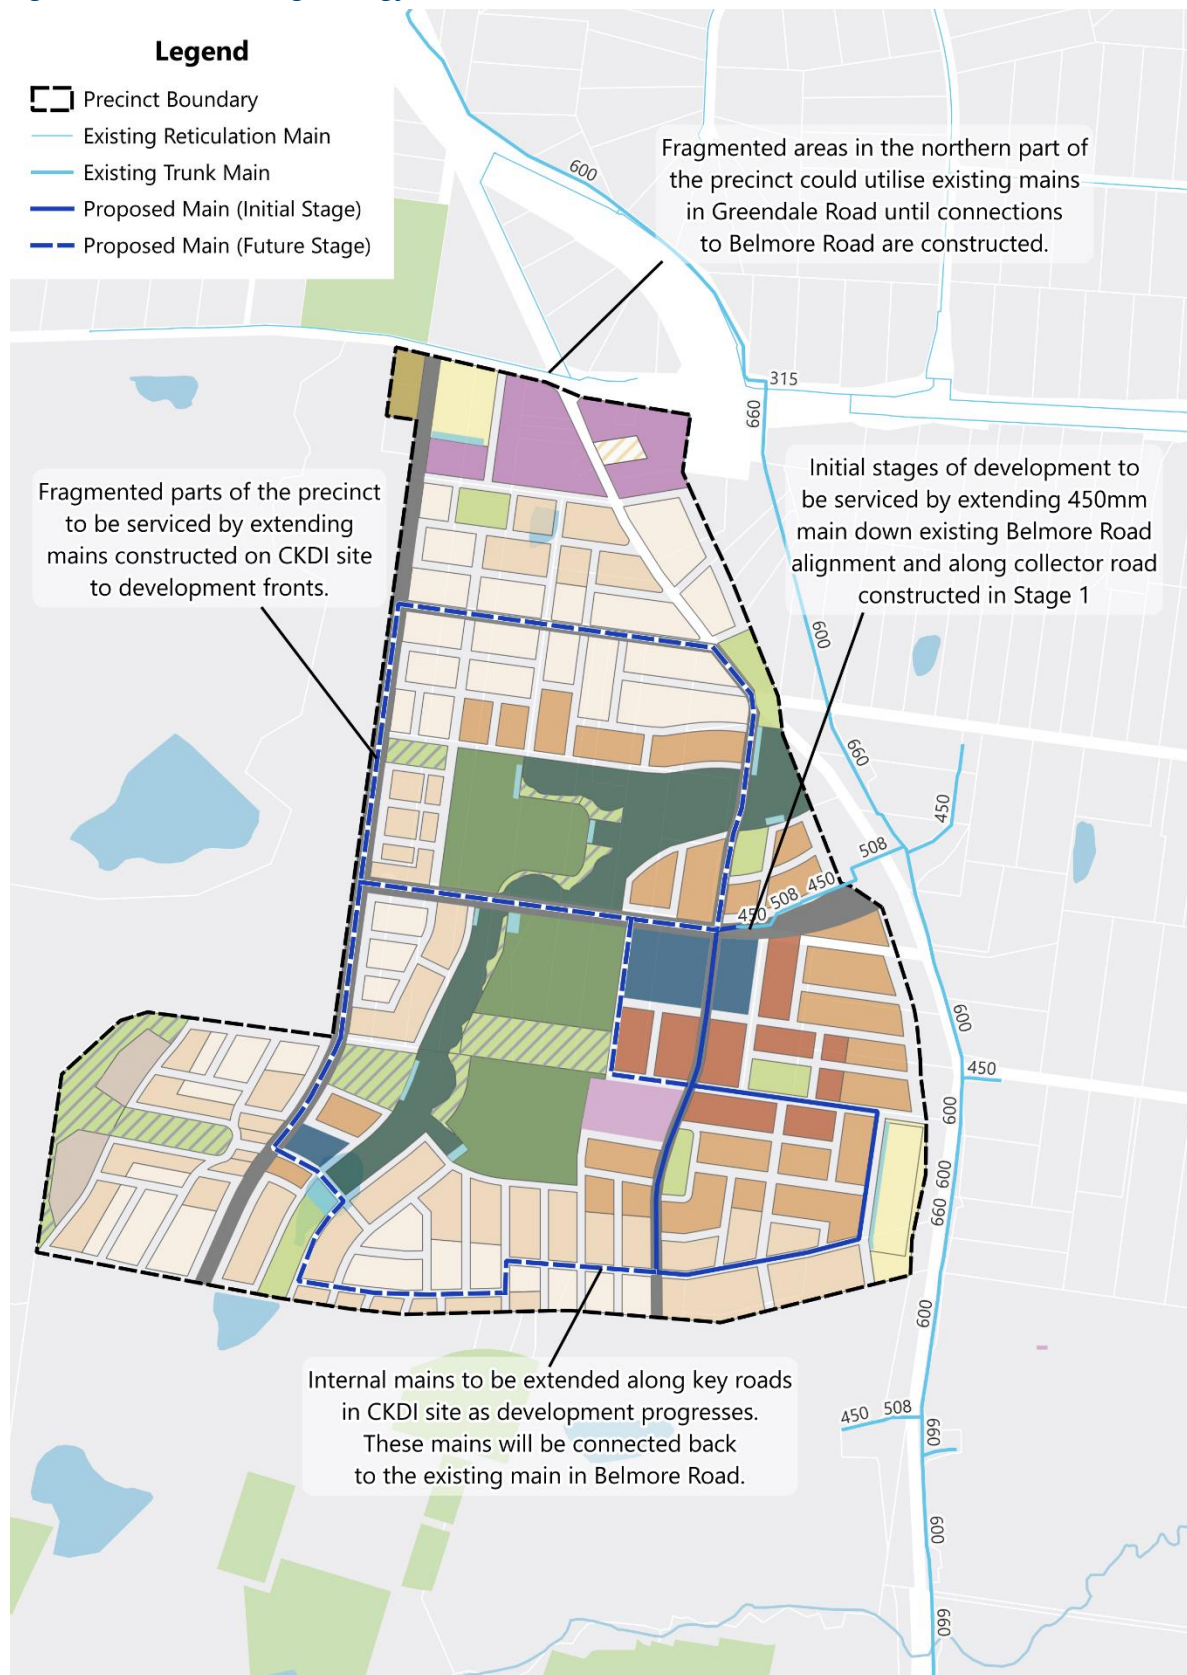 Legend
Precinct Boundary
Existing Reticulation Main
Existing Trunk Main
Proposed Main (Initial Stage)
Proposed Main (Future Stage)
600
Fragmented areas in the northern part of
the precinct could utilise existing mains
in Greendale Road until connections
to Belmore Road are constructed.
315
660
Fragmented parts of the precinct
to be serviced by extending
mains constructed on CKDI site
to development fronts.
Initial stages of development to
be serviced by extending 450mm
main down existing Belmore Road
alignment and along collector road
constructed in Stage 1
600
660
450
508
450
508
450
600
450
600
600
660
600
Internal mains to be extended along key roads
in CKDI site as development progresses.
These mains will be connected back
to the existing main in Belmore Road.
450
508
660
600
660